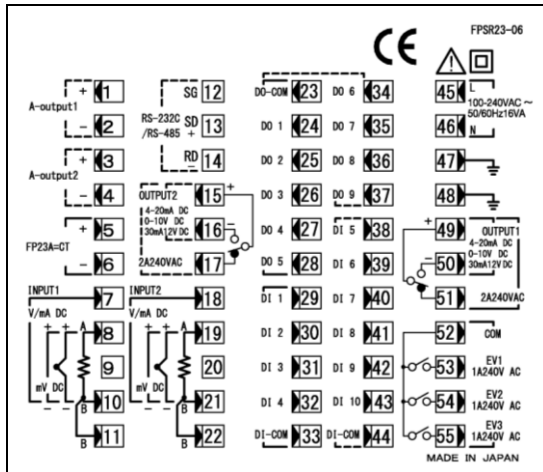 FPSR23-06
CE
+ 1 SG 12 DO-COM 23 DO 6 34 45 L
A-output1 RS-232C SD 100-240VAC ~
- 2 /RS-485 + 13 DO 1 24 DO 7 35 46 N 50/60Hz16VA
+ 3 RD - 14 DO 2 25 DO 8 36 47
A-output2
- 4 OUTPUT2 15 + DO 3 26 DO 9 37 48
4-20mA DC
+ 5 0-10V DC 16 - DO 4 27 DI 5 38 + 49 OUTPUT1
30mA12V DC 4-20mA DC
FP23A=CT 0-10V DC
- 6 2A240VAC 17 DO 5 28 DI 6 39 - 50 30mA12V DC
INPUT1 7 INPUT2 18 DI 1 29 DI 7 40 51 2A240VAC
V/mA DC V/mA DC
+ + A 8 + + A 19 DI 2 30 DI 8 41 52 COM
9 20 DI 3 31 DI 9 42 53 EV1
mV DC mV DC 1A240V AC
- - B 10 - - B 21 DI 4 32 DI 10 43 54 EV2
1A240V AC
B 11 B 22 DI-COM 33 DI-COM 44 55 EV3
1A240V AC
MADE IN JAPAN